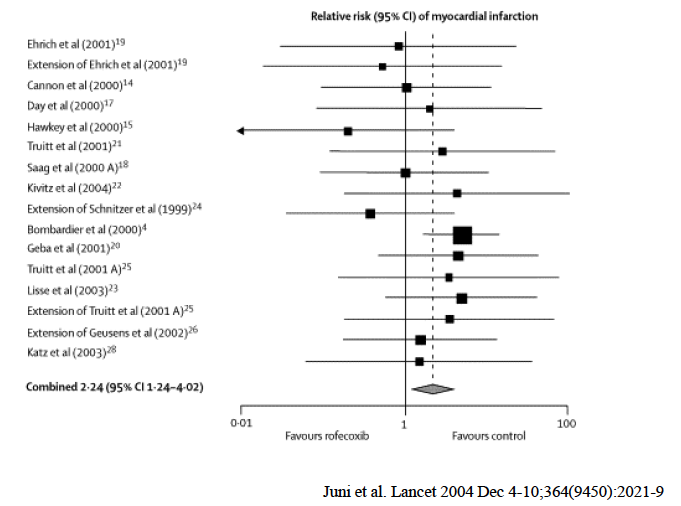 Relative risk (95% CI) of myocardial infarction
Ehrich et al (2001)¹⁹
Extension of Ehrich et al (2001)¹⁹
Cannon et al (2000)¹⁴
Day et al (2000)¹⁷
Hawkey et al (2000)¹⁵
Truitt et al (2001)²¹
Saag et al (2000 A)¹⁸
Kivitz et al (2004)²²
Extension of Schnitzer et al (1999)²⁴
Bombardier et al (2000)⁴
Geba et al (2001)²⁰
Truitt et al (2001 A)²⁵
Lisse et al (2003)²³
Extension of Truitt et al (2001 A)²⁵
Extension of Geusens et al (2002)²⁶
Katz et al (2003)²⁸
Combined 2·24 (95% CI 1·24–4·02)
0·01 1 100
Favours rofecoxib Favours control
Juni et al. Lancet 2004 Dec 4-10;364(9450):2021-9